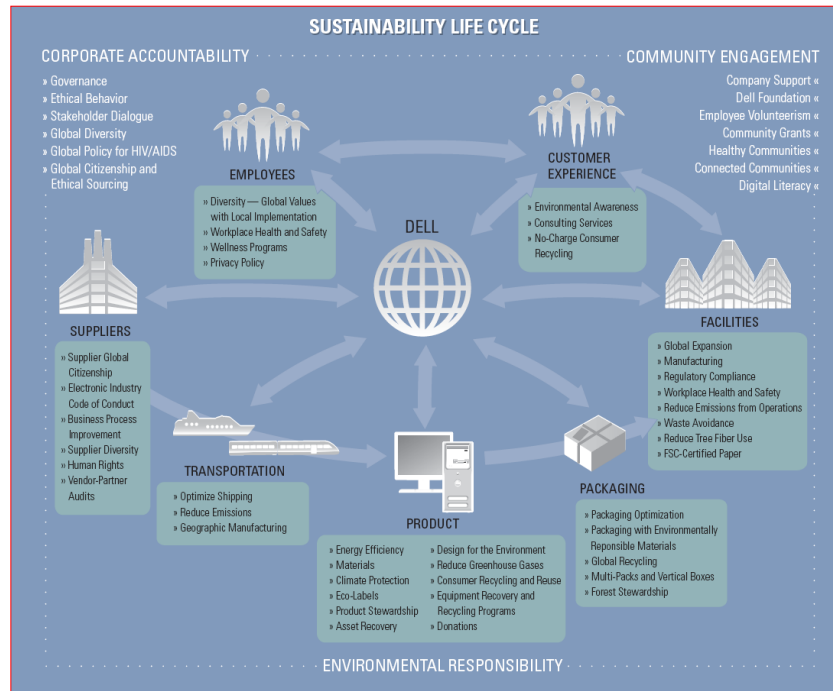 SUSTAINABILITY LIFE CYCLE
CORPORATE ACCOUNTABILITY
» Governance
» Ethical Behavior
» Stakeholder Dialogue
» Global Diversity
» Global Policy for HIV/AIDS
» Global Citizenship and
Ethical Sourcing
COMMUNITY ENGAGEMENT
Company Support «
Dell Foundation «
Employee Volunteerism «
Community Grants «
Healthy Communities «
Connected Communities «
Digital Literacy «
EMPLOYEES
» Diversity — Global Values
with Local Implementation
» Workplace Health and Safety
» Wellness Programs
» Privacy Policy
CUSTOMER
EXPERIENCE
» Environmental Awareness
» Consulting Services
» No-Charge Consumer
Recycling
DELL
SUPPLIERS
» Supplier Global
Citizenship
» Electronic Industry
Code of Conduct
» Business Process
Improvement
» Supplier Diversity
» Human Rights
» Vendor-Partner
Audits
FACILITIES
» Global Expansion
» Manufacturing
» Regulatory Compliance
» Workplace Health and Safety
» Reduce Emissions from Operations
» Waste Avoidance
» Reduce Tree Fiber Use
» FSC-Certified Paper
TRANSPORTATION
» Optimize Shipping
» Reduce Emissions
» Geographic Manufacturing
PRODUCT
» Energy Efficiency
» Materials
» Climate Protection
» Eco-Labels
» Product Stewardship
» Asset Recovery
» Design for the Environment
» Reduce Greenhouse Gases
» Consumer Recycling and Reuse
» Equipment Recovery and
Recycling Programs
» Donations
PACKAGING
» Packaging Optimization
» Packaging with Environmentally
Reponsible Materials
» Global Recycling
» Multi-Packs and Vertical Boxes
» Forest Stewardship
ENVIRONMENTAL RESPONSIBILITY